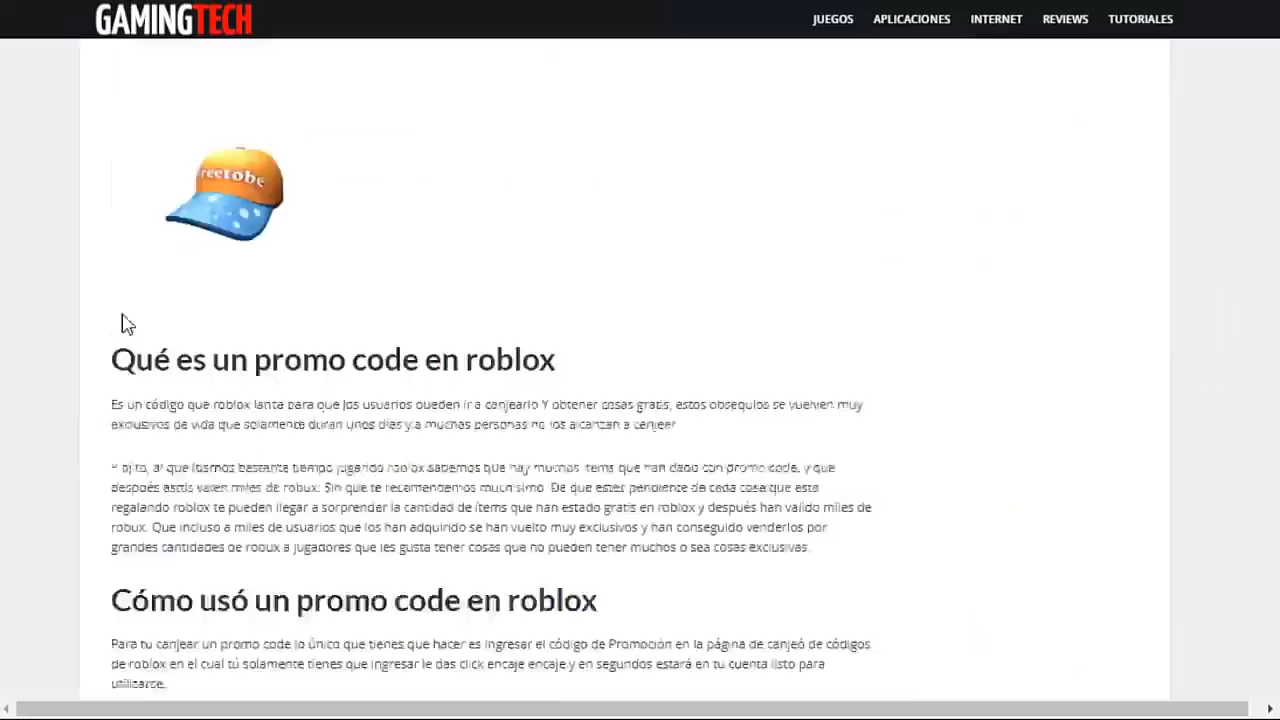 GAMINGTECH
JUEGOS APLICACIONES INTERNET REVIEWS TUTORIALES
reetobe
Qué es un promo code en roblox
Es un código que roblox lanta para que los usuarios pueden ir a canjearlo Y obtener cosas gratis, estos obsequios se vuelven muy
exclusivos de vida que solamente duran unos días y a muchas personas no los alcanzan a canjear
Y ojito, al que tiempo jugando roblox sabemos que hay muchos items que han dado con promo code, y que
después estos valen miles de robux. Sin que te recomendemos muchísimo. De que estes pendiente de cada cosa que esta
regalando roblox te pueden llegar a sorprender la cantidad de ítems que han estado gratis en roblox y después han valido miles de
robux. Que incluso a miles de usuarios que los han adquirido se han vuelto muy exclusivos y han conseguido venderlos por
grandes cantidades de robux a jugadores que les gusta tener cosas que no pueden tener muchos o sea cosas exclusivas.
Cómo usó un promo code en roblox
Para tu canjear un promo code lo único que tienes que hacer es ingresar el código de Promoción en la página de canjeó de códigos
de roblox en el cual tú solamente tienes que ingresar le das click encaje encaje y en segundos estará en tu cuenta listo para
utilizarse.